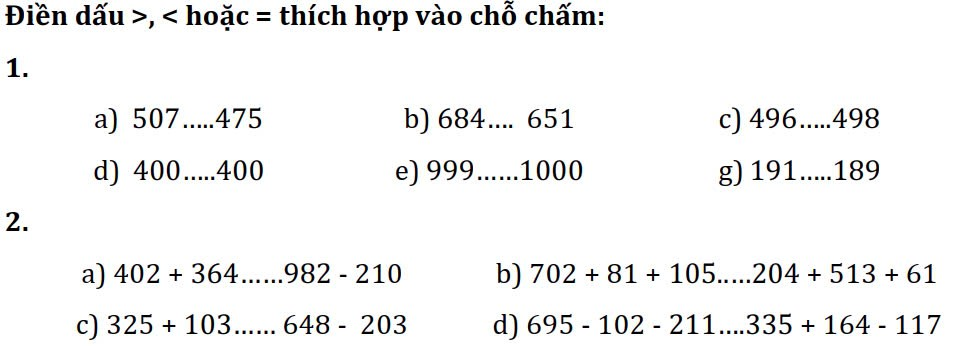 Điền dấu >, < hoặc = thích hợp vào chỗ chấm:
1.
a) 507.....475 b) 684.... 651 c) 496.....498
d) 400.....400 e) 999......1000 g) 191.....189
2.
a) 402 + 364......982 - 210 b) 702 + 81 + 105.....204 + 513 + 61
c) 325 + 103...... 648 - 203 d) 695 - 102 - 211....335 + 164 - 117